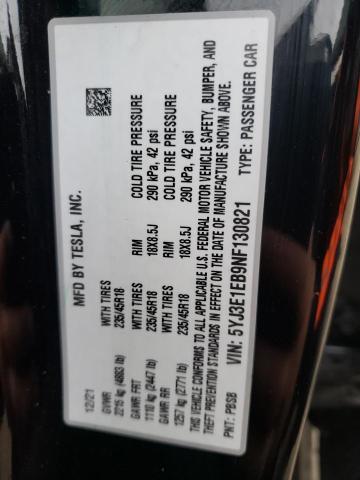 MFD BY TESLA, INC.
12/21
GVWR WITH TIRES RIM COLD TIRE PRESSURE
2215 kg (4883 lb) 235/45R18 18X8.5J 290 kPa, 42 psi
GAWR FRT WITH TIRES RIM COLD TIRE PRESSURE
1110 kg (2447 lb) 235/45R18 18X8.5J 290 kPa, 42 psi
GAWR RR
1257 kg (2771 lb) 235/45R18
THIS VEHICLE CONFORMS TO ALL APPLICABLE U.S. FEDERAL MOTOR VEHICLE SAFETY, BUMPER, AND
THEFT PREVENTION STANDARDS IN EFFECT ON THE DATE OF MANUFACTURE SHOWN ABOVE.
VIN: 5YJ3E1EB9NF130821 TYPE: PASSENGER CAR
PNT: PBSB